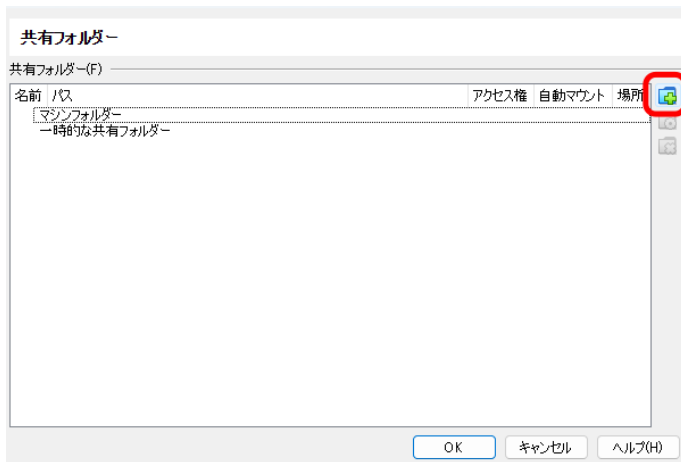 共有フォルダー
共有フォルダー(F)
名前 パス アクセス権 自動マウント 場所
マシンフォルダー
一時的な共有フォルダー
OK キャンセル ヘルプ(H)